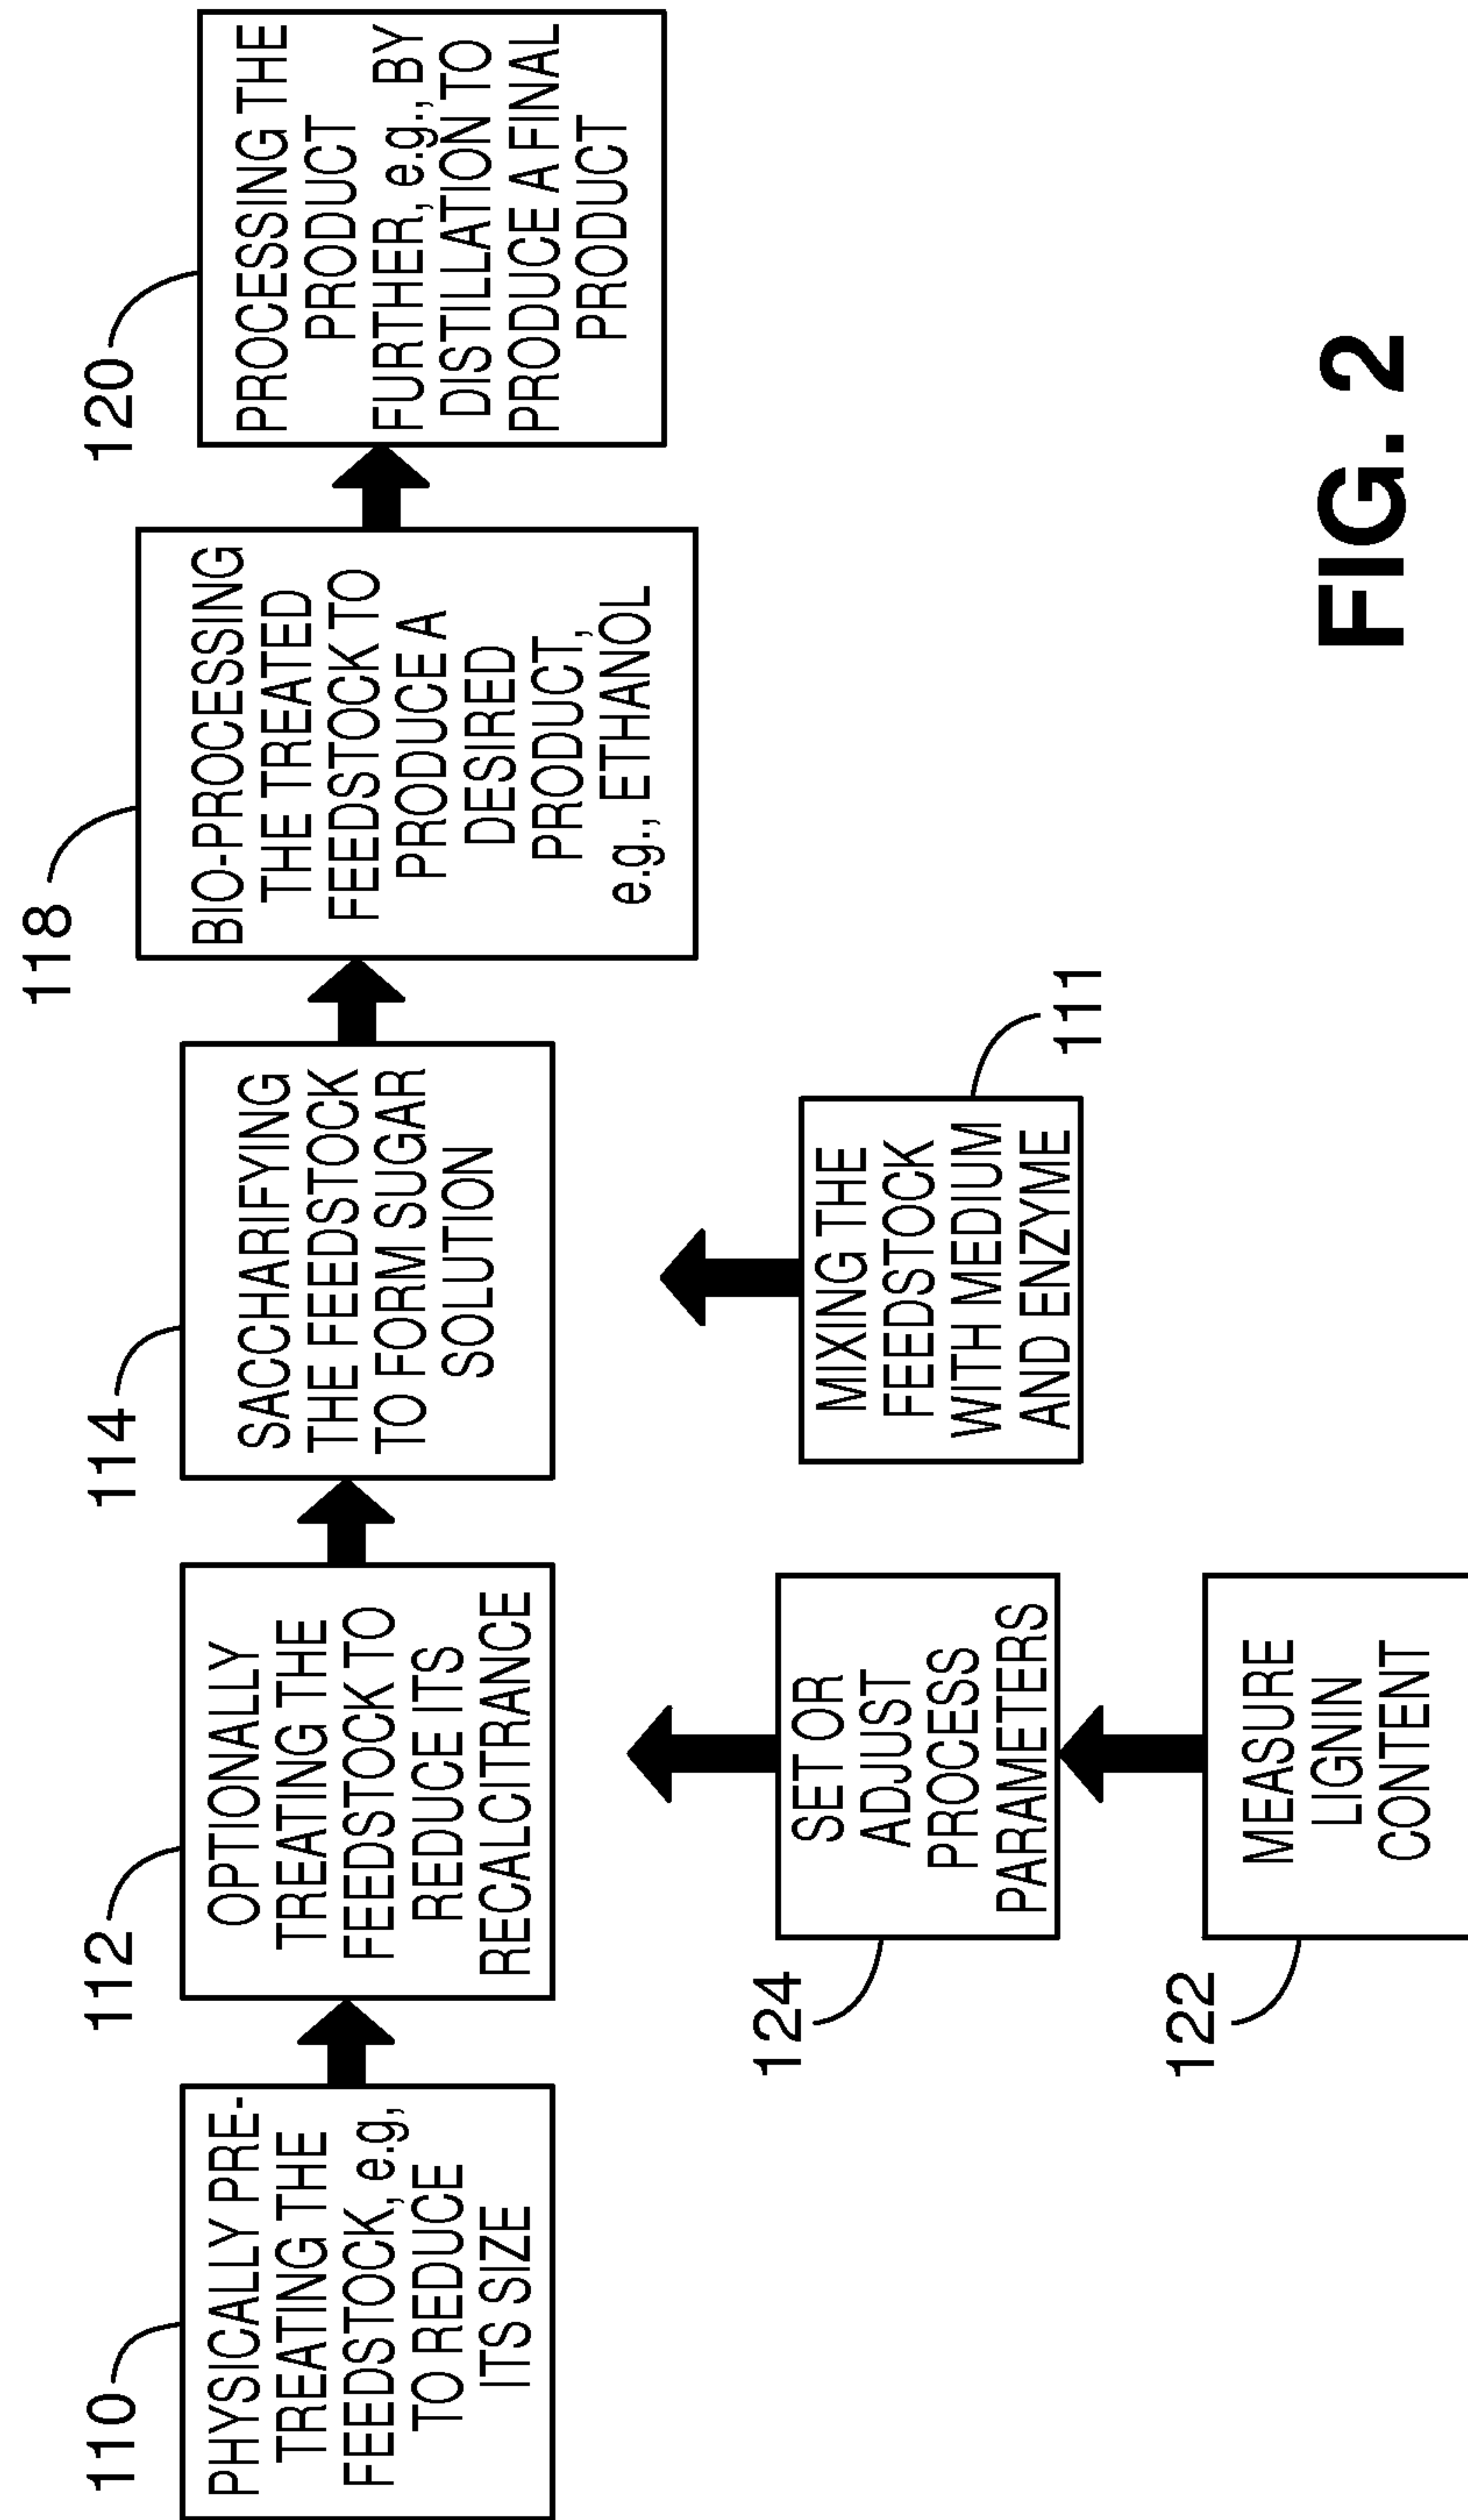 110
PHYSICALLY PRE-
TREATING THE
FEEDSTOCK, e.g,
TO REDUCE
ITS SIZE
112
OPTIONALLY
TREATING THE
FEEDSTOCK TO
REDUCE ITS
RECALCITRANCE
114
SACCHARIFYING
THE FEEDSTOCK
TO FORM SUGAR
SOLUTION
118
BIO-PROCESSING
THE TREATED
FEEDSTOCK TO
PRODUCE A
DESIRED
PRODUCT,
e.g., ETHANOL
120
PROCESSING THE
PRODUCT
FURTHER, e.g., BY
DISTILLATION TO
PRODUCE A FINAL
PRODUCT
124
SET OR
ADJUST
PROCESS
PARAMETERS
MIXING THE
FEEDSTOCK
WITH MEDIUM
AND ENZYME
111
122
MEASURE
LIGNIN
CONTENT
FIG. 2